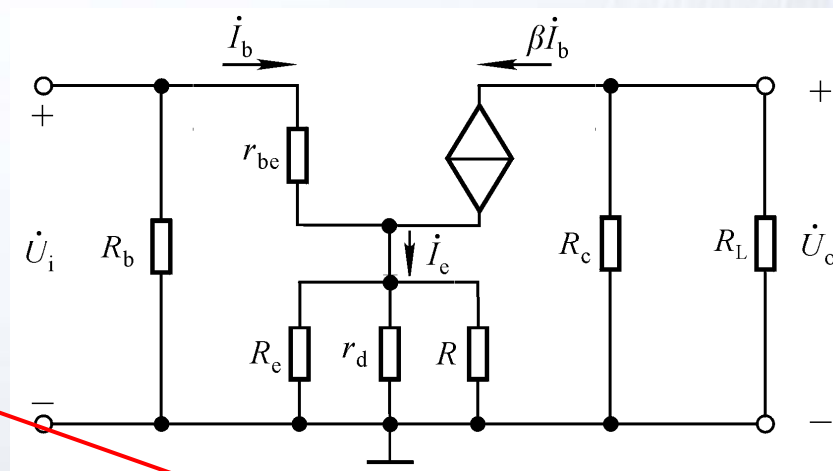 İb βİb
+ +
rbe
U̇i Rb Rc RL U̇o
İe
Re rd R
− −